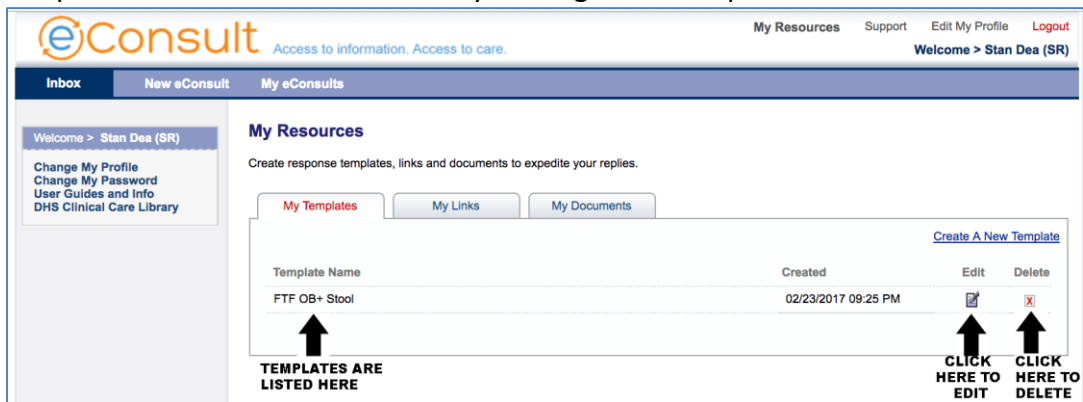 eConsult Access to information. Access to care.
My Resources Support Edit My Profile Logout
Welcome > Stan Dea (SR)
Inbox New eConsult My eConsults
Welcome > Stan Dea (SR)
Change My Profile
Change My Password
User Guides and Info
DHS Clinical Care Library
My Resources
Create response templates, links and documents to expedite your replies.
My Templates My Links My Documents
Create A New Template
Template Name Created Edit Delete
FTF OB+ Stool 02/23/2017 09:25 PM X
TEMPLATES ARE
LISTED HERE
CLICK
HERE TO
EDIT
CLICK
HERE TO
DELETE